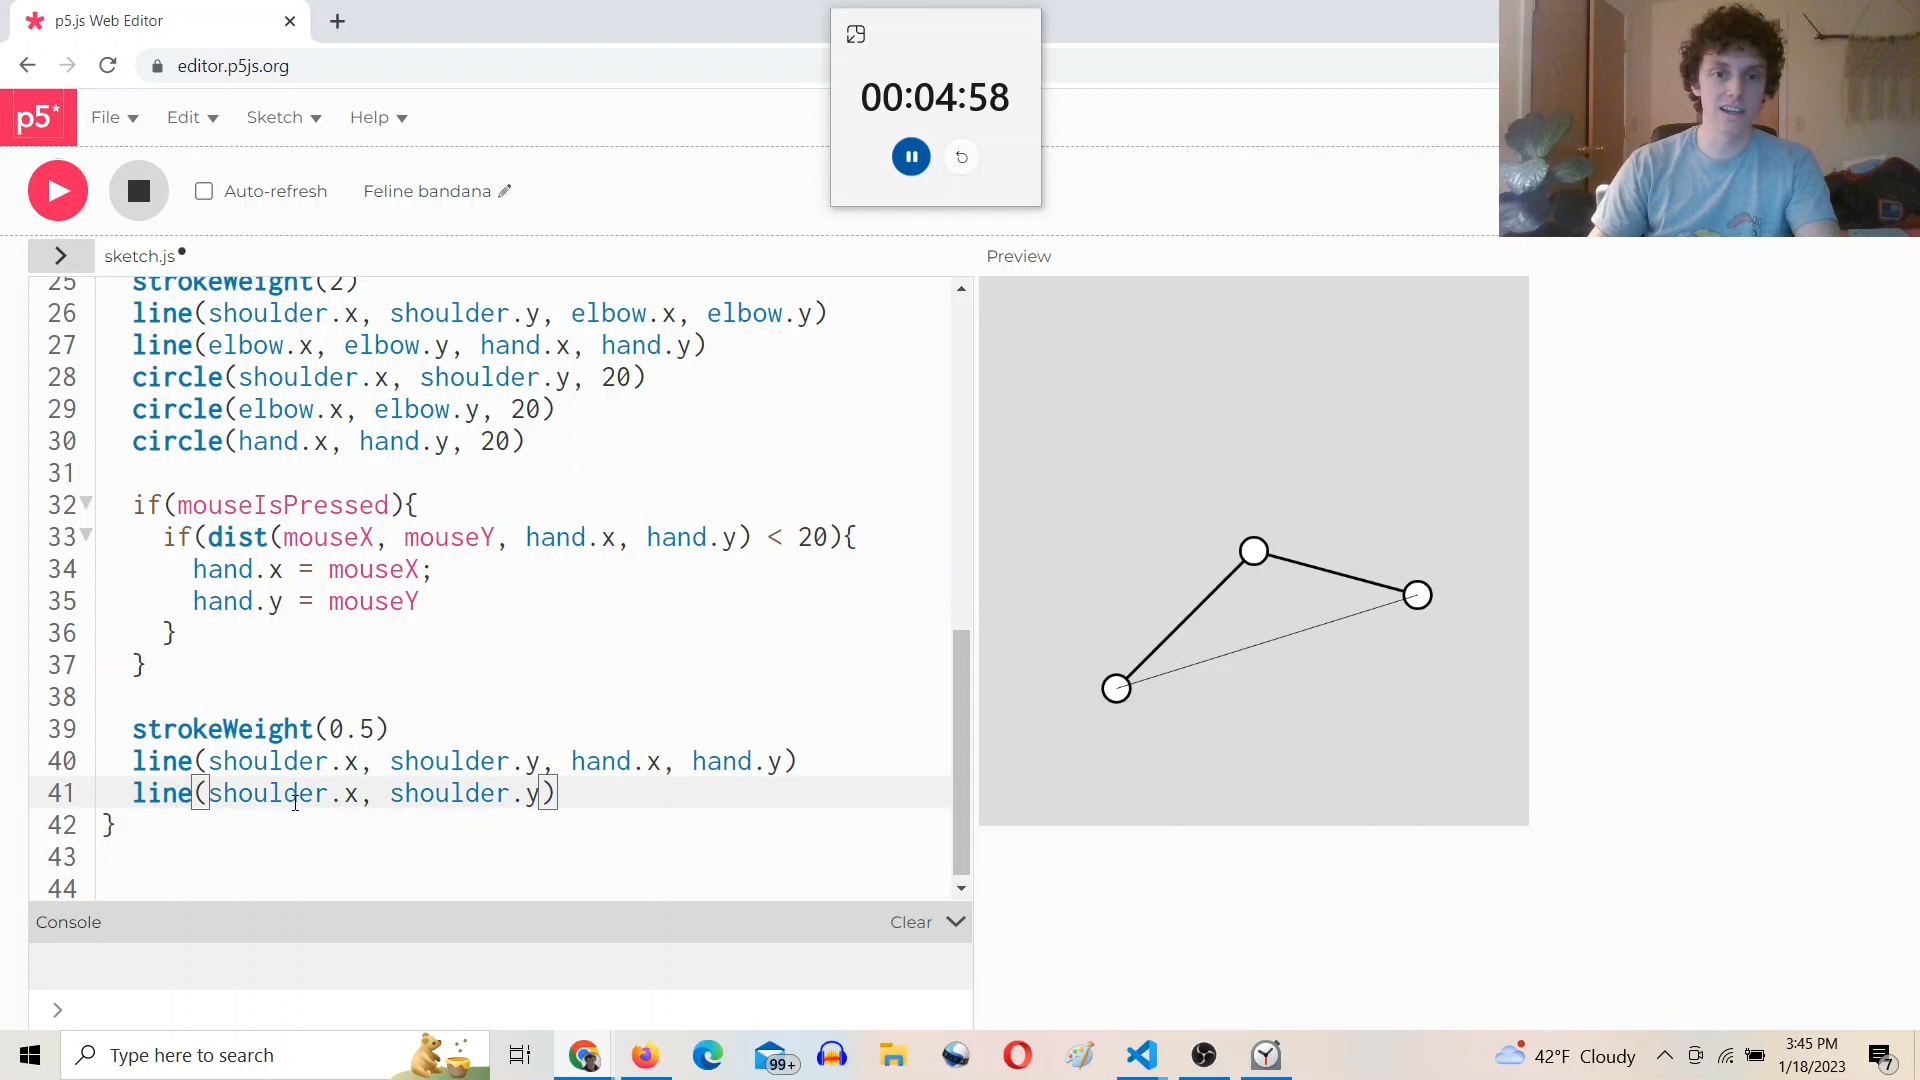 p5.js Web Editor
editor.p5js.org
00:04:58
p5*
File
Edit
Sketch
Help
Auto-refresh
Feline bandana
sketch.js
Preview
25 strokeWeight(2)
26 line(shoulder.x, shoulder.y, elbow.x, elbow.y)
27 line(elbow.x, elbow.y, hand.x, hand.y)
28 circle(shoulder.x, shoulder.y, 20)
29 circle(elbow.x, elbow.y, 20)
30 circle(hand.x, hand.y, 20)
31
32 if(mouseIsPressed){
33 if(dist(mouseX, mouseY, hand.x, hand.y) < 20){
34 hand.x = mouseX;
35 hand.y = mouseY
36 }
37 }
38
39 strokeWeight(0.5)
40 line(shoulder.x, shoulder.y, hand.x, hand.y)
41 line(shoulder.x, shoulder.y)
42 }
43
44
Console
Clear
>
Type here to search
99+
42°F Cloudy
3:45 PM
1/18/2023
7